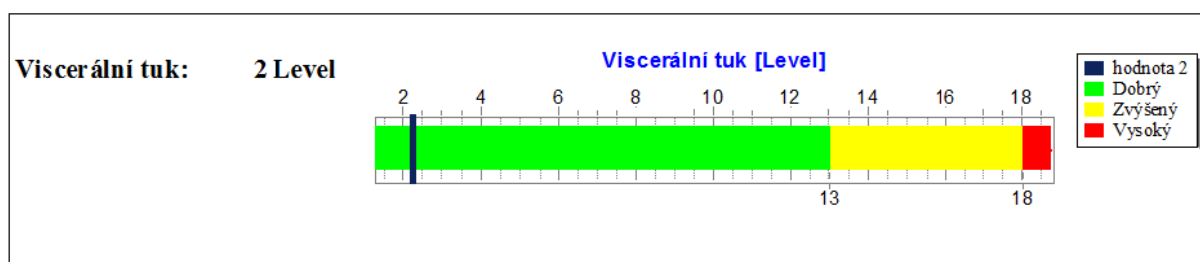 Viscerální tuk: 2 Level
Viscerální tuk [Level]
2 4 6 8 10 12 14 16 18
13 18
hodnota 2
Dobrý
Zvýšený
Vysoký